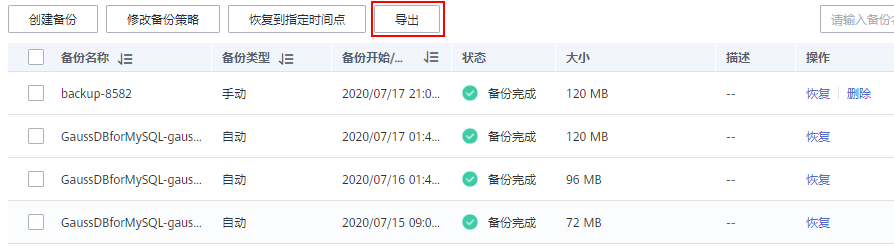 创建备份 修改备份策略 恢复到指定时间点 导出 请输入备份名
备份名称 备份类型 备份开始/... 状态 大小 描述 操作
backup-8582 手动 2020/07/17 21:0... 备份完成 120 MB -- 恢复 删除
GaussDBforMySQL-gaus... 自动 2020/07/17 01:4... 备份完成 120 MB -- 恢复
GaussDBforMySQL-gaus... 自动 2020/07/16 01:4... 备份完成 96 MB -- 恢复
GaussDBforMySQL-gaus... 自动 2020/07/15 09:0... 备份完成 72 MB -- 恢复